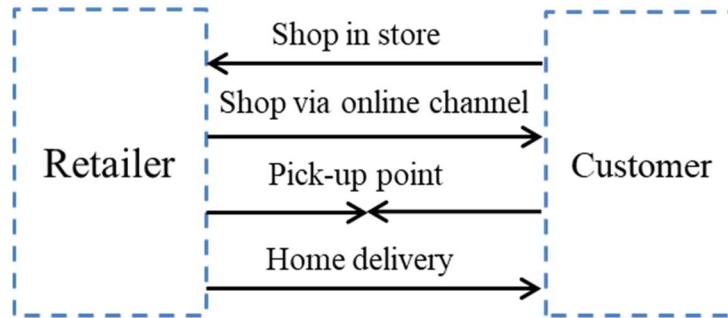 Shop in store
Shop via online channel
Retailer
Pick-up point
Customer
Home delivery